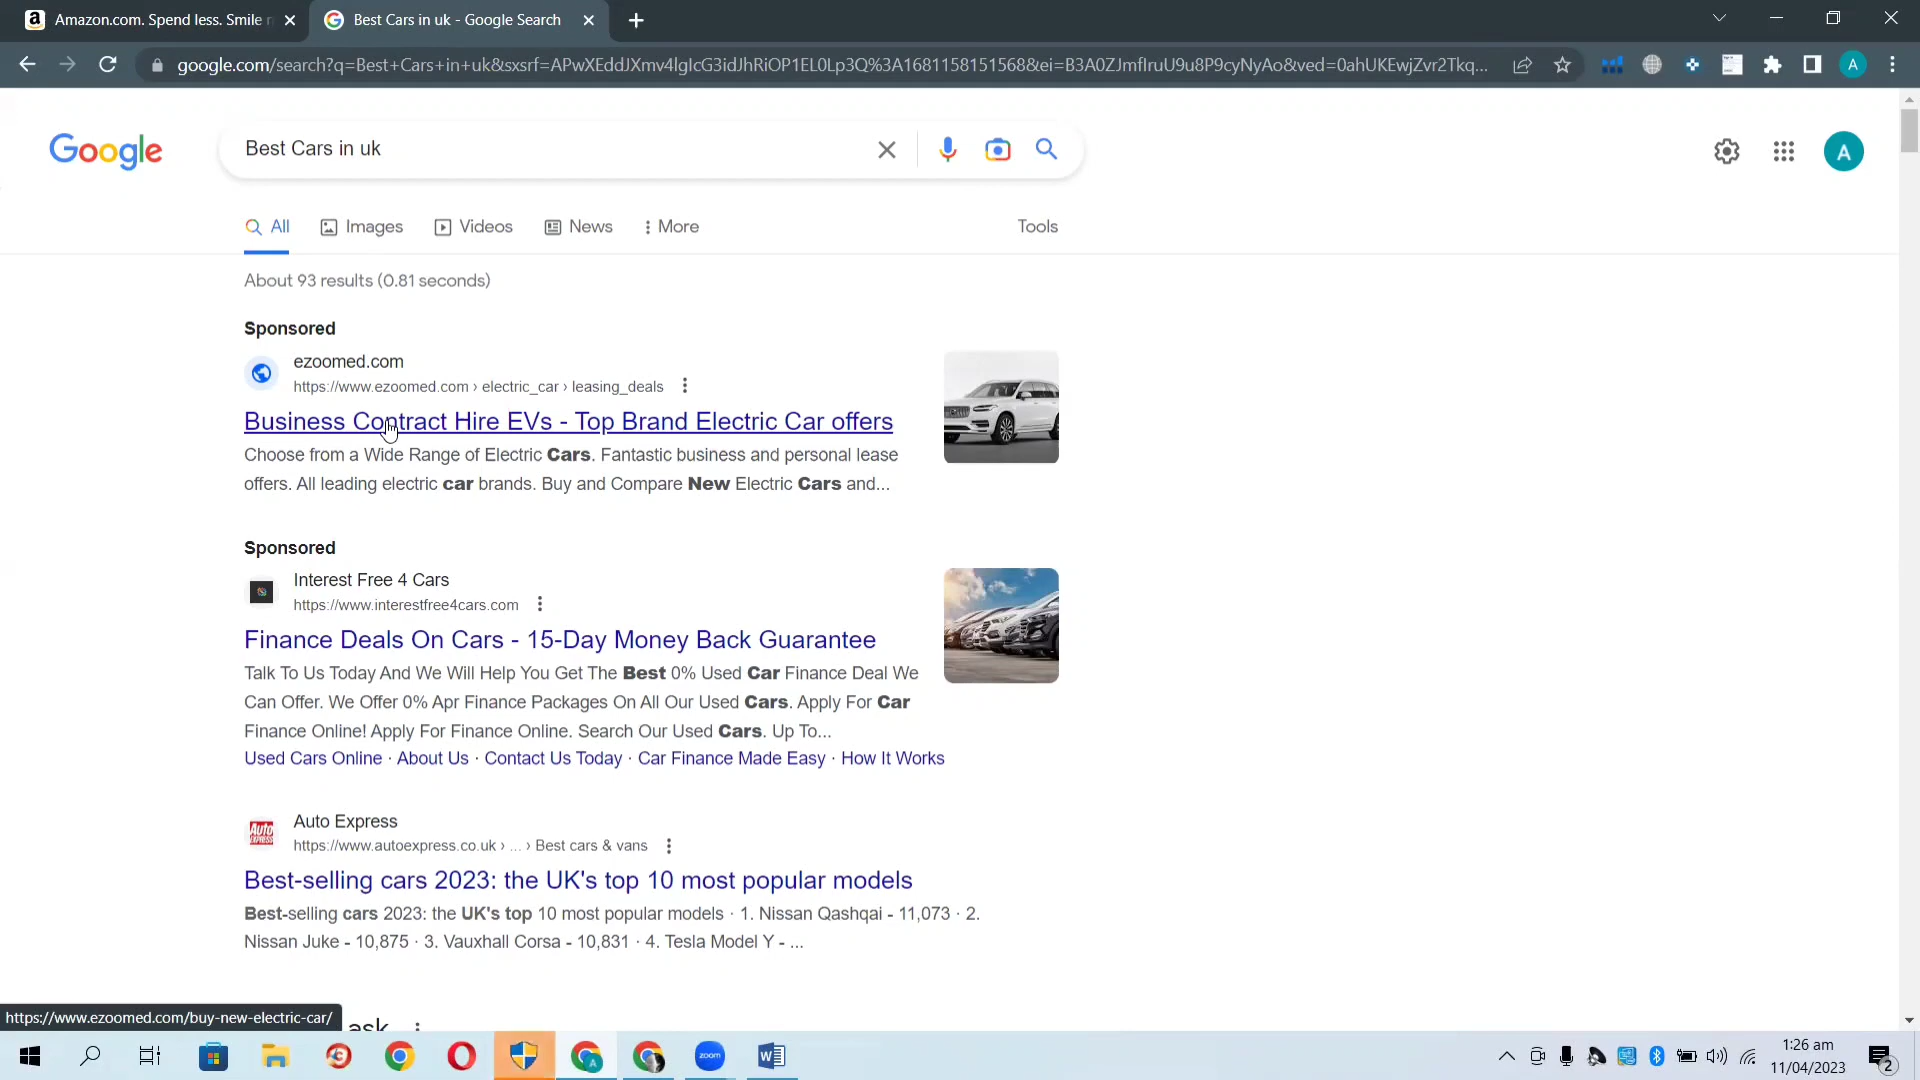 Amazon.com. Spend less. Smile
Best Cars in uk - Google Search
google.com/search?q=Best+Cars+in+uk&sxsrf=APwXEddJXmv4lgIcG3idJhRiOP1EL0Lp3Q%3A1681158151568&ei=B3A0ZJmfIruU9u8P9cyNyAo&ved=0ahUKEwjZvr2Tkq...
A
Google
Best Cars in uk
A
All
Images
Videos
News
More
Tools
About 93 results (0.81 seconds)
Sponsored
ezoomed.com
https://www.ezoomed.com › electric_car › leasing_deals
Business Contract Hire EVs - Top Brand Electric Car offers
Choose from a Wide Range of Electric Cars. Fantastic business and personal lease
offers. All leading electric car brands. Buy and Compare New Electric Cars and...
Sponsored
Interest Free 4 Cars
https://www.interestfree4cars.com
Finance Deals On Cars - 15-Day Money Back Guarantee
Talk To Us Today And We Will Help You Get The Best 0% Used Car Finance Deal We
Can Offer. We Offer 0% Apr Finance Packages On All Our Used Cars. Apply For Car
Finance Online! Apply For Finance Online. Search Our Used Cars. Up To...
Used Cars Online · About Us · Contact Us Today · Car Finance Made Easy · How It Works
Auto Express
https://www.autoexpress.co.uk › ... › Best cars & vans
AUTO EXPRESS
Best-selling cars 2023: the UK's top 10 most popular models
Best-selling cars 2023: the UK's top 10 most popular models · 1. Nissan Qashqai - 11,073 · 2.
Nissan Juke - 10,875 · 3. Vauxhall Corsa - 10,831 · 4. Tesla Model Y - ...
https://www.ezoomed.com/buy-new-electric-car/
ask
zoom
1:26 am
11/04/2023
2